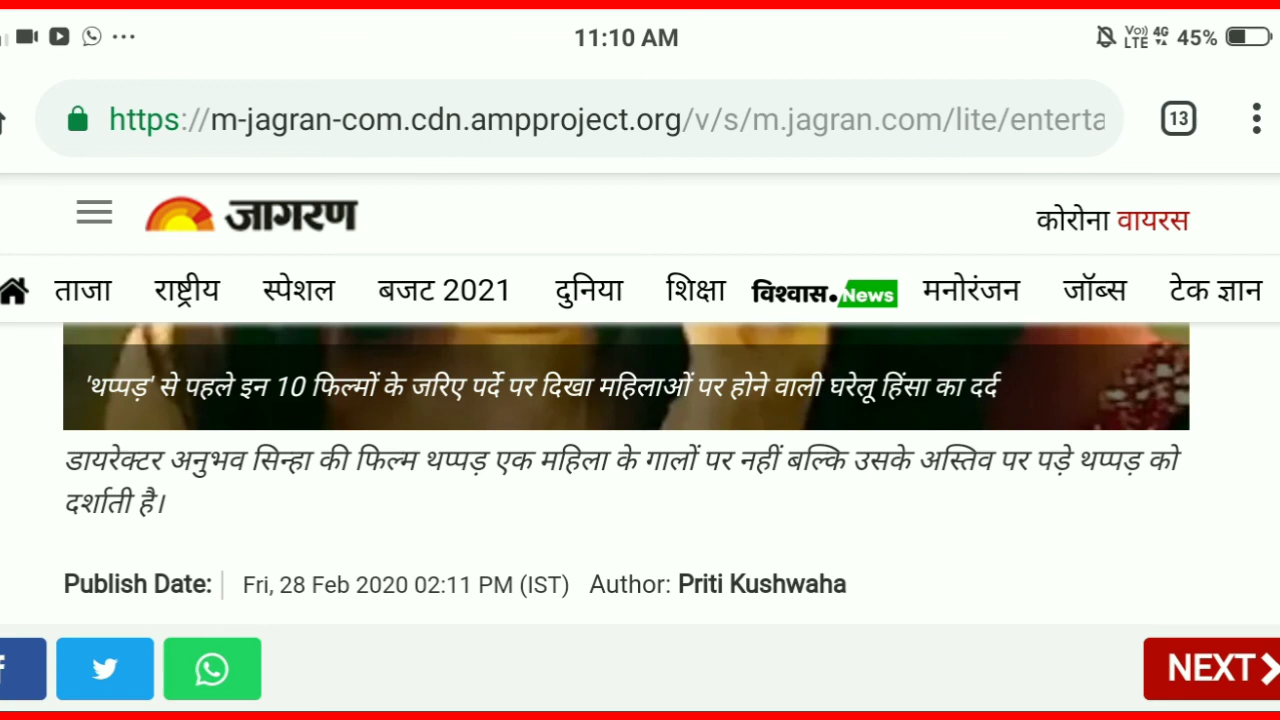 11:10 AM
Vo)) LTE 4G 45%
https://m-jagran-com.cdn.ampproject.org/v/s/m.jagran.com/lite/enterta
13
जागरण
कोरोना वायरस
ताजा राष्ट्रीय स्पेशल बजट 2021 दुनिया शिक्षा विश्वास.News मनोरंजन जॉब्स टेक ज्ञान
'थप्पड़' से पहले इन 10 फिल्मों के जरिए पर्दे पर दिखा महिलाओं पर होने वाली घरेलू हिंसा का दर्द
डायरेक्टर अनुभव सिन्हा की फिल्म थप्पड़ एक महिला के गालों पर नहीं बल्कि उसके अस्तिव पर पड़े थप्पड़ को
दर्शाती है।
Publish Date: Fri, 28 Feb 2020 02:11 PM (IST) Author: Priti Kushwaha
NEXT